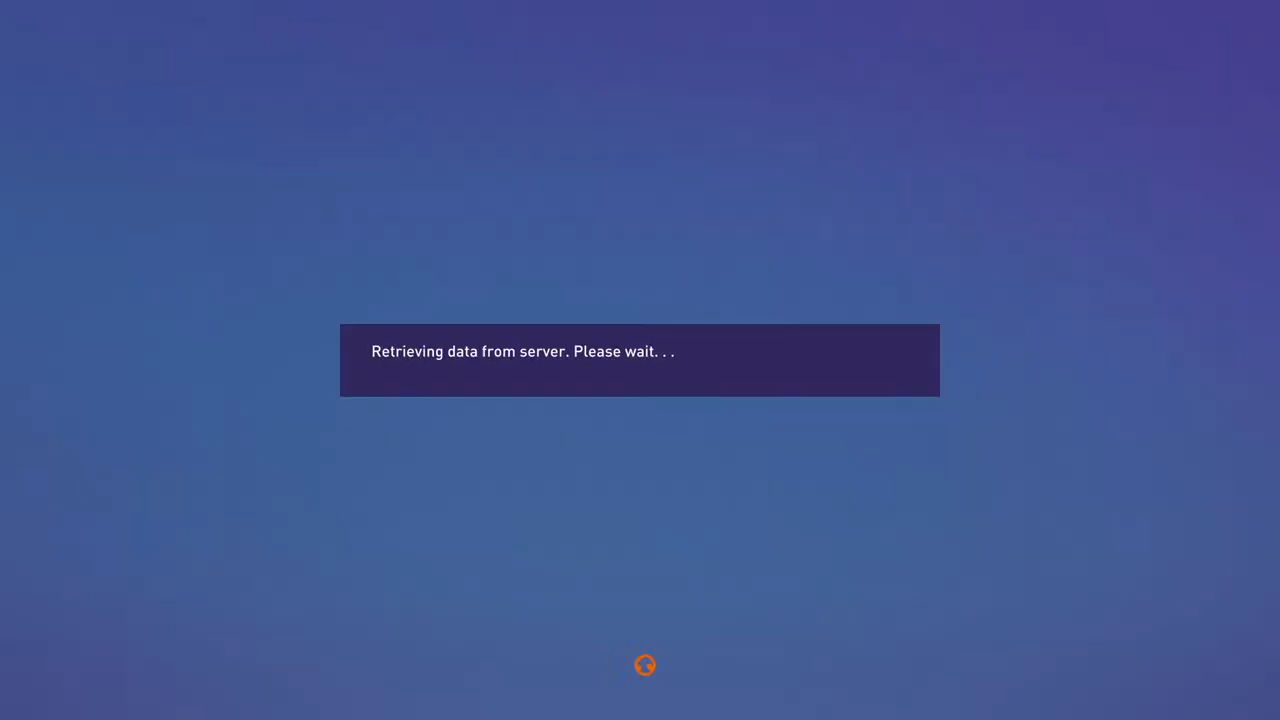 Retrieving data from server. Please wait. . .